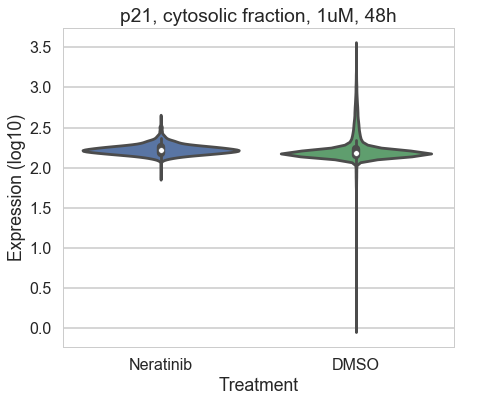 p21, cytosolic fraction, 1uM, 48h
Expression (log10)
3.5
3.0
2.5
2.0
1.5
1.0
0.5
0.0
Neratinib
DMSO
Treatment